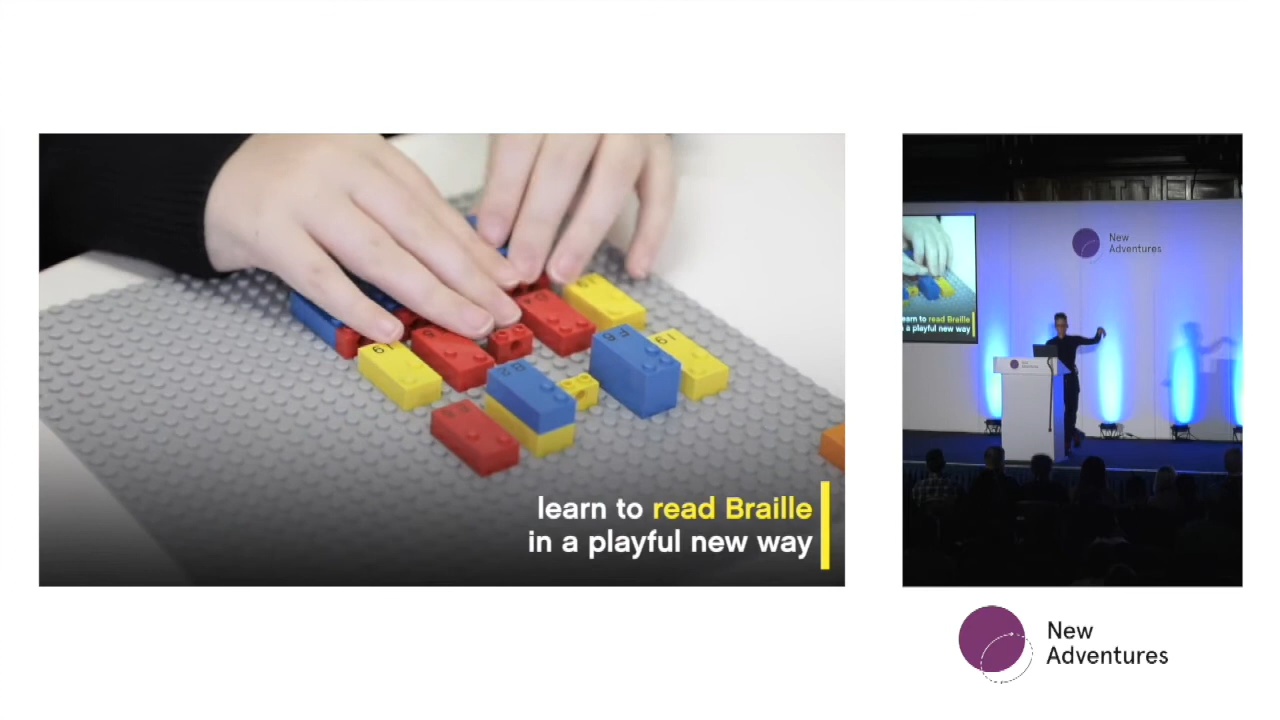 learn to read Braille
in a playful new way
New
Adventures
learn to read Braille
a playful new way
New
Adventures